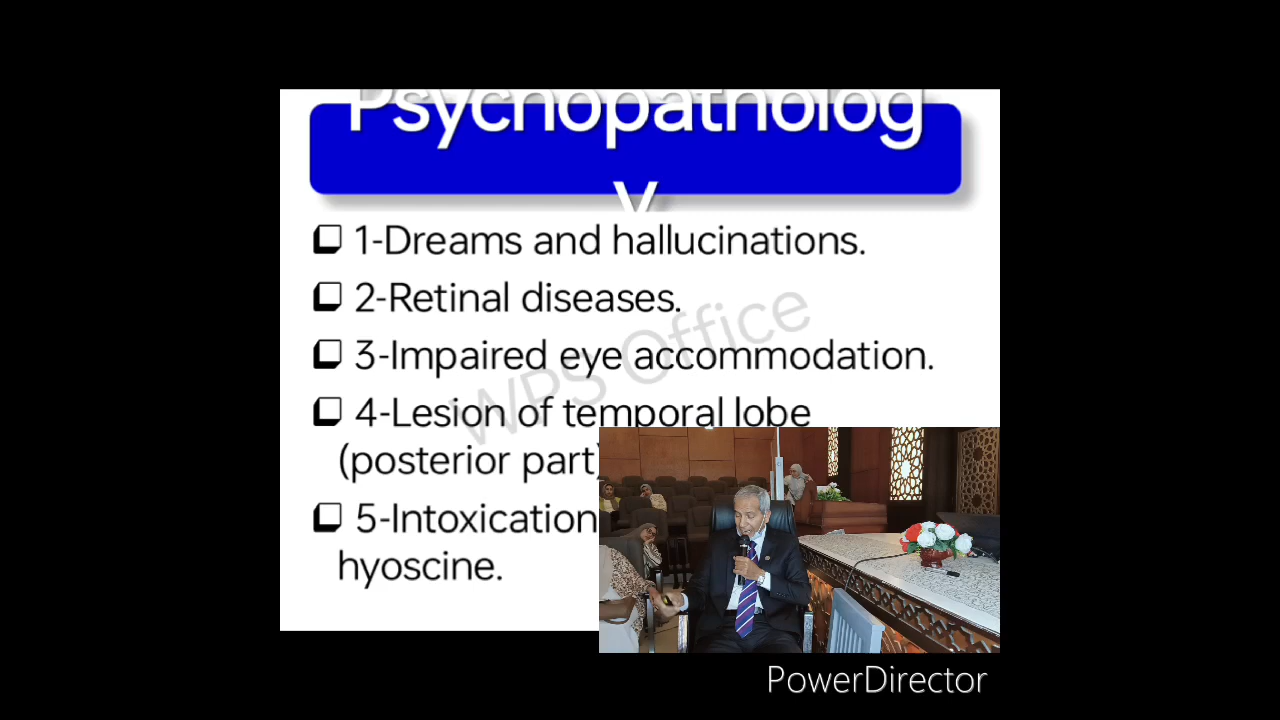 Psychopatholog
y
❑ 1-Dreams and hallucinations.
❑ 2-Retinal diseases.
❑ 3-Impaired eye accommodation.
❑ 4-Lesion of temporal lobe
(posterior part)
❑ 5-Intoxication
hyoscine.
WPS Office
PowerDirector